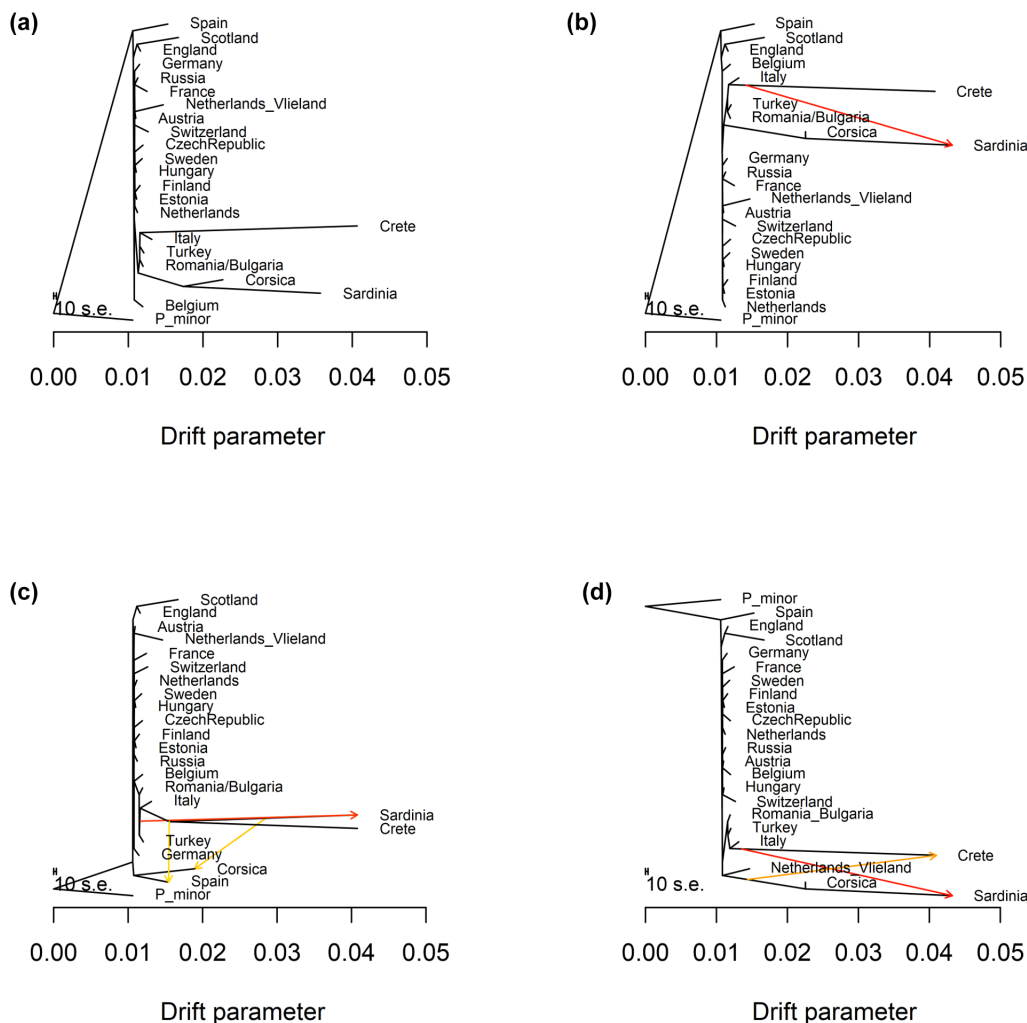 (a)
Spain
Scotland
England
Germany
Russia
France
Netherlands_Vlieland
Austria
Switzerland
CzechRepublic
Sweden
Hungary
Finland
Estonia
Netherlands
Crete
Italy
Turkey
Romania/Bulgaria
Corsica
Sardinia
10 s.e.
Belgium
P_minor
0.00 0.01 0.02 0.03 0.04 0.05
Drift parameter
(b)
Spain
Scotland
England
Belgium
Italy
Crete
Turkey
Romania/Bulgaria
Corsica
Sardinia
Germany
Russia
France
Netherlands_Vlieland
Austria
Switzerland
CzechRepublic
Sweden
Hungary
Finland
Estonia
10 s.e.
Netherlands
P_minor
0.00 0.01 0.02 0.03 0.04 0.05
Drift parameter
(c)
Scotland
England
Austria
Netherlands_Vlieland
France
Switzerland
Netherlands
Sweden
Hungary
CzechRepublic
Finland
Estonia
Russia
Belgium
Romania/Bulgaria
Italy
Sardinia
Crete
Turkey
Germany
Corsica
10 s.e.
Spain
P_minor
0.00 0.01 0.02 0.03 0.04 0.05
Drift parameter
(d)
P_minor
Spain
England
Scotland
Germany
France
Sweden
Finland
Estonia
CzechRepublic
Netherlands
Russia
Austria
Belgium
Hungary
Switzerland
Romania_Bulgaria
Turkey
Italy
Crete
Netherlands_Vlieland
10 s.e.
Corsica
Sardinia
0.00 0.01 0.02 0.03 0.04 0.05
Drift parameter